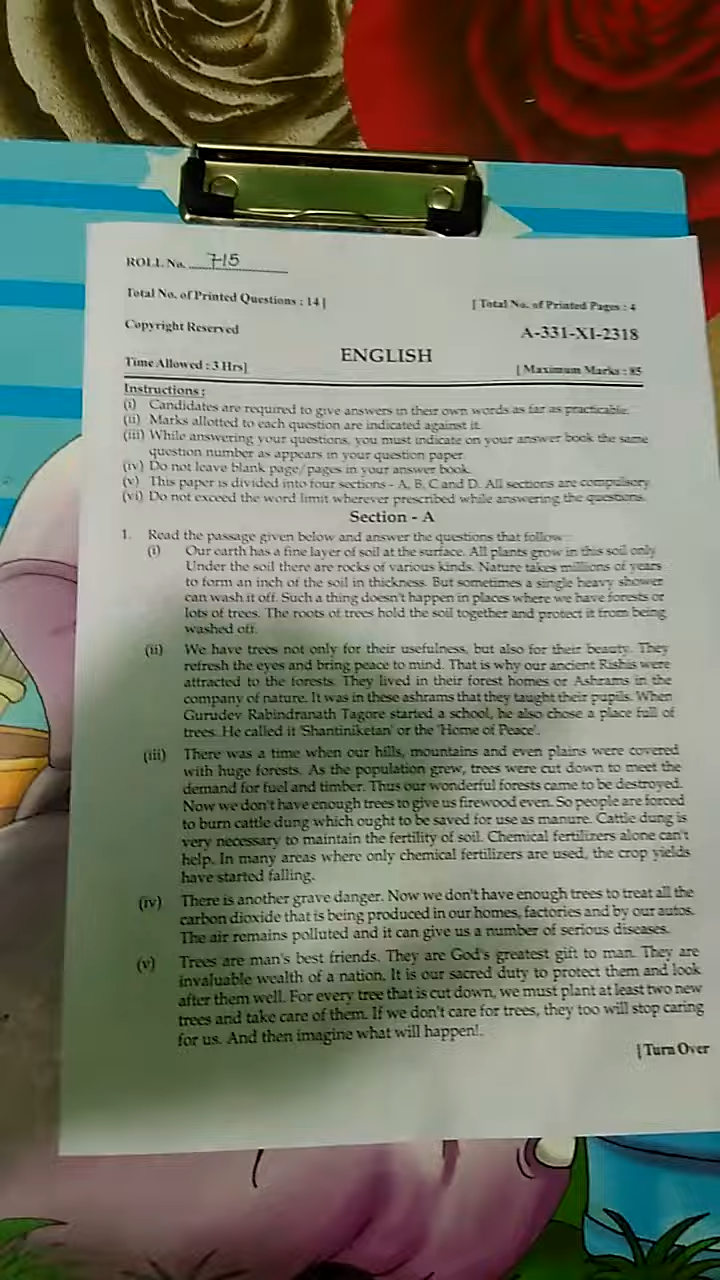 ROLL No. 715
Total No. of Printed Questions : 14 ]
[ Total No. of Printed Pages : 4
Copyright Reserved
A-331-XI-2318
ENGLISH
Time Allowed : 3 Hrs]
[ Maximum Marks : 85
Instructions :
(i) Candidates are required to give answers in their own words as far as practicable.
(ii) Marks allotted to each question are indicated against it.
(iii) While answering your questions, you must indicate on your answer book the same
question number as appears in your question paper.
(iv) Do not leave blank page/pages in your answer book.
(v) This paper is divided into four sections - A, B, C and D. All sections are compulsory.
(vi) Do not exceed the word limit wherever prescribed while answering the questions.
Section - A
1. Read the passage given below and answer the questions that follow :
(i) Our earth has a fine layer of soil at the surface. All plants grow in this soil only.
Under the soil there are rocks of various kinds. Nature takes millions of years
to form an inch of the soil in thickness. But sometimes a single heavy shower
can wash it off. Such a thing doesn't happen in places where we have forests or
lots of trees. The roots of trees hold the soil together and protect it from being
washed off.
(ii) We have trees not only for their usefulness, but also for their beauty. They
refresh the eyes and bring peace to mind. That is why our ancient Rishis were
attracted to the forests. They lived in their forest homes or Ashrams in the
company of nature. It was in these ashrams that they taught their pupils. When
Gurudev Rabindranath Tagore started a school, he also chose a place full of
trees. He called it 'Shantiniketan' or the 'Home of Peace'.
(iii) There was a time when our hills, mountains and even plains were covered
with huge forests. As the population grew, trees were cut down to meet the
demand for fuel and timber. Thus our wonderful forests came to be destroyed.
Now we don't have enough trees to give us firewood even. So people are forced
to burn cattle dung which ought to be saved for use as manure. Cattle dung is
very necessary to maintain the fertility of soil. Chemical fertilizers alone can't
help. In many areas where only chemical fertilizers are used, the crop yields
have started falling.
(iv) There is another grave danger. Now we don't have enough trees to treat all the
carbon dioxide that is being produced in our homes, factories and by our autos.
The air remains polluted and it can give us a number of serious diseases.
(v) Trees are man's best friends. They are God's greatest gift to man. They are
invaluable wealth of a nation. It is our sacred duty to protect them and look
after them well. For every tree that is cut down, we must plant at least two new
trees and take care of them. If we don't care for trees, they too will stop caring
for us. And then imagine what will happen!.
[ Turn Over